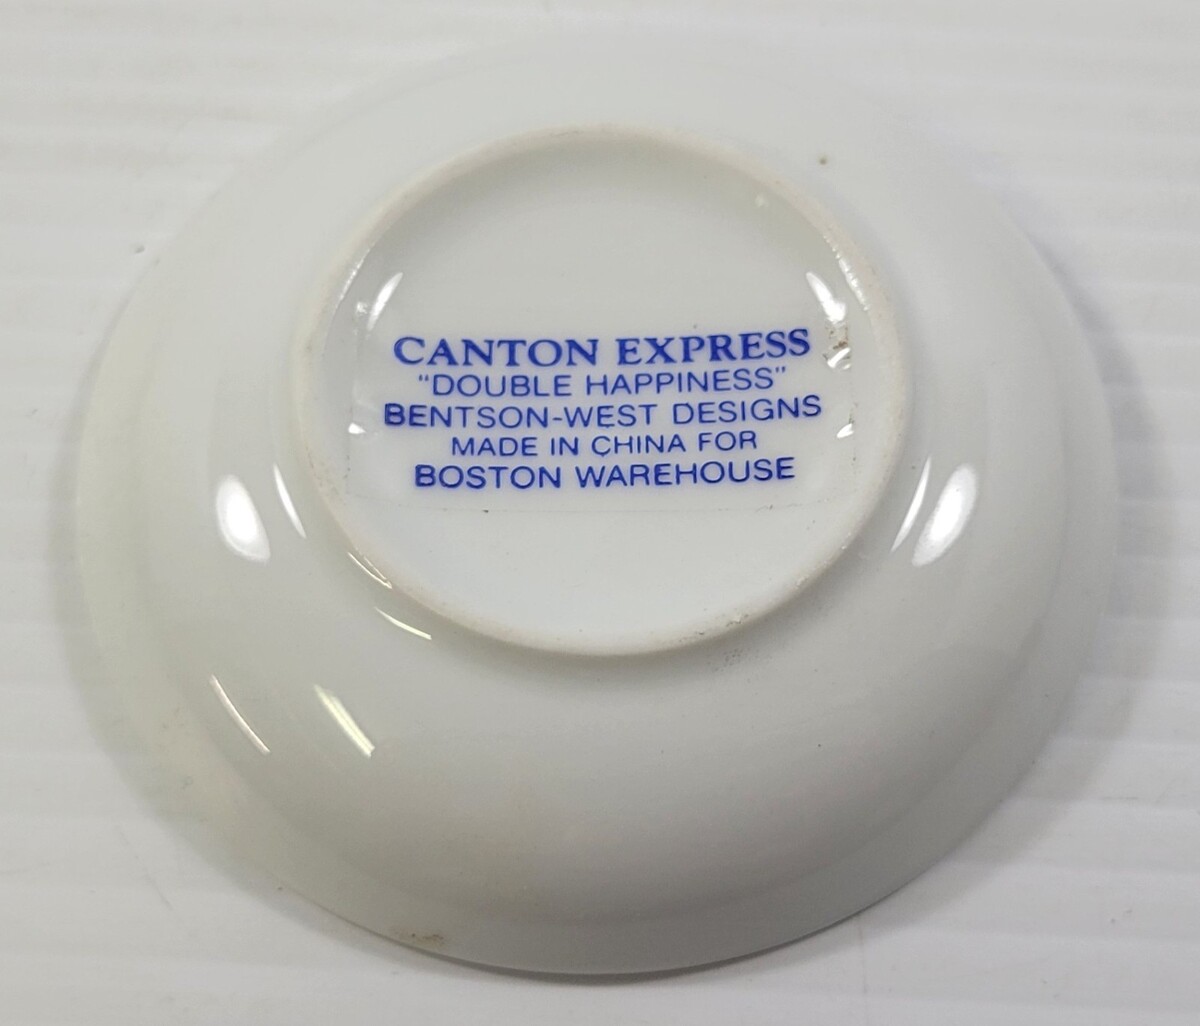 CANTON EXPRESS
"DOUBLE HAPPINESS"
BENTSON-WEST DESIGNS
MADE IN CHINA FOR
BOSTON WAREHOUSE